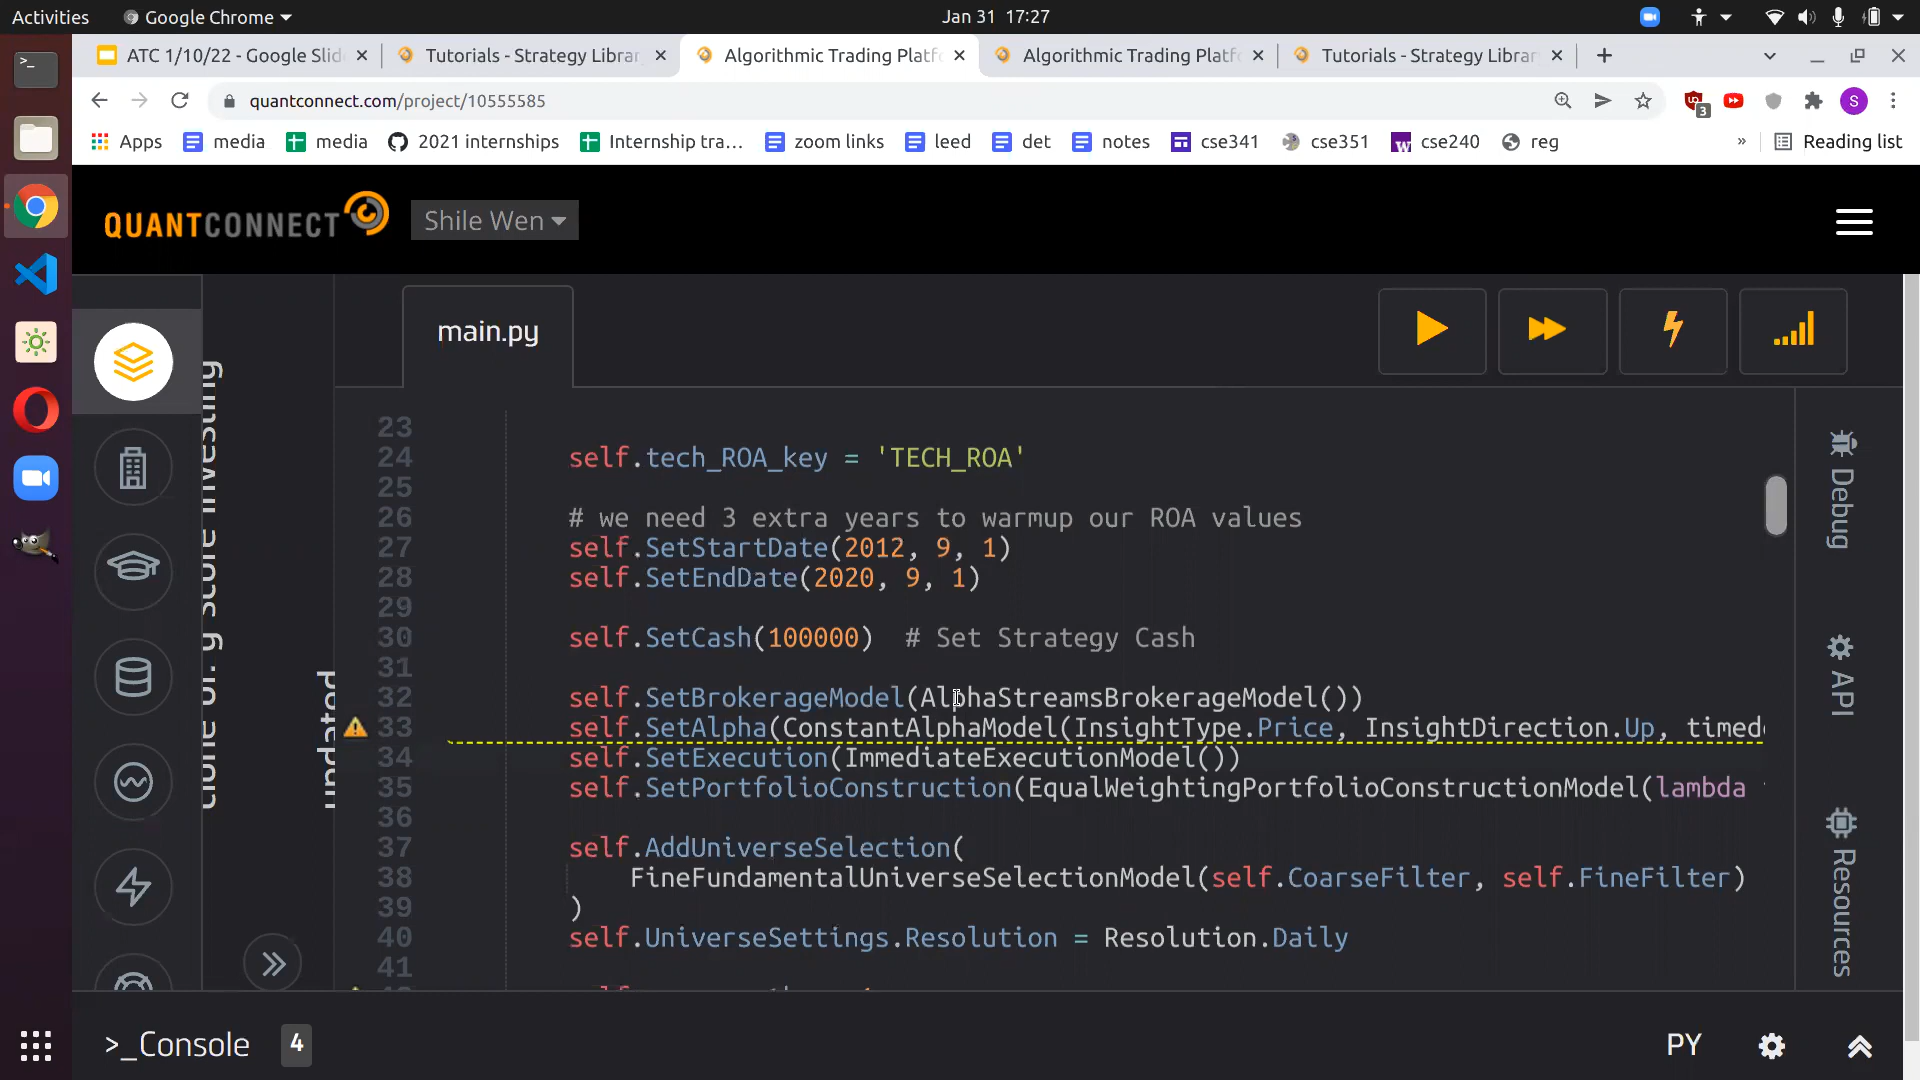 Activities
Google Chrome
Jan 31 17:27
ATC 1/10/22 - Google Slid
Tutorials - Strategy Librar
Algorithmic Trading Platf
Algorithmic Trading Platf
Tutorials - Strategy Librar
quantconnect.com/project/10555585
3
S
Apps
media
media
2021 internships
Internship tra...
zoom links
leed
det
notes
cse341
cse351
cse240
reg
»
Reading list
QUANTCONNECT
Shile Wen
main.py
23
24 self.tech_ROA_key = 'TECH_ROA'
25
26 # we need 3 extra years to warmup our ROA values
27 self.SetStartDate(2012, 9, 1)
28 self.SetEndDate(2020, 9, 1)
29
30 self.SetCash(100000)  # Set Strategy Cash
31
32 self.SetBrokerageModel(AlphaStreamsBrokerageModel())
33 self.SetAlpha(ConstantAlphaModel(InsightType.Price, InsightDirection.Up, timed
34 self.SetExecution(ImmediateExecutionModel())
35 self.SetPortfolioConstruction(EqualWeightingPortfolioConstructionModel(lambda
36
37 self.AddUniverseSelection(
38 FineFundamentalUniverseSelectionModel(self.CoarseFilter, self.FineFilter)
39 )
40 self.UniverseSettings.Resolution = Resolution.Daily
41
Debug
API
Resources
>_Console
4
PY